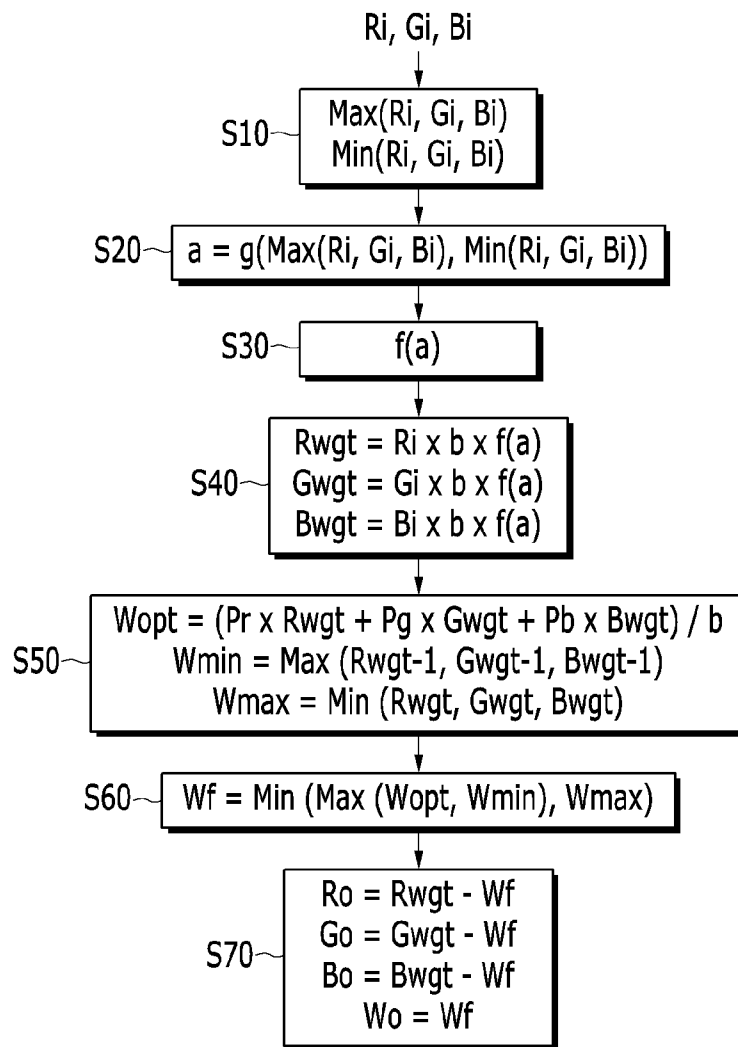 Ri, Gi, Bi
S10
Max(Ri, Gi, Bi)
Min(Ri, Gi, Bi)
S20
a = g(Max(Ri, Gi, Bi), Min(Ri, Gi, Bi))
S30
f(a)
S40
Rwgt = Ri x b x f(a)
Gwgt = Gi x b x f(a)
Bwgt = Bi x b x f(a)
S50
Wopt = (Pr x Rwgt + Pg x Gwgt + Pb x Bwgt) / b
Wmin = Max (Rwgt-1, Gwgt-1, Bwgt-1)
Wmax = Min (Rwgt, Gwgt, Bwgt)
S60
Wf = Min (Max (Wopt, Wmin), Wmax)
S70
Ro = Rwgt - Wf
Go = Gwgt - Wf
Bo = Bwgt - Wf
Wo = Wf